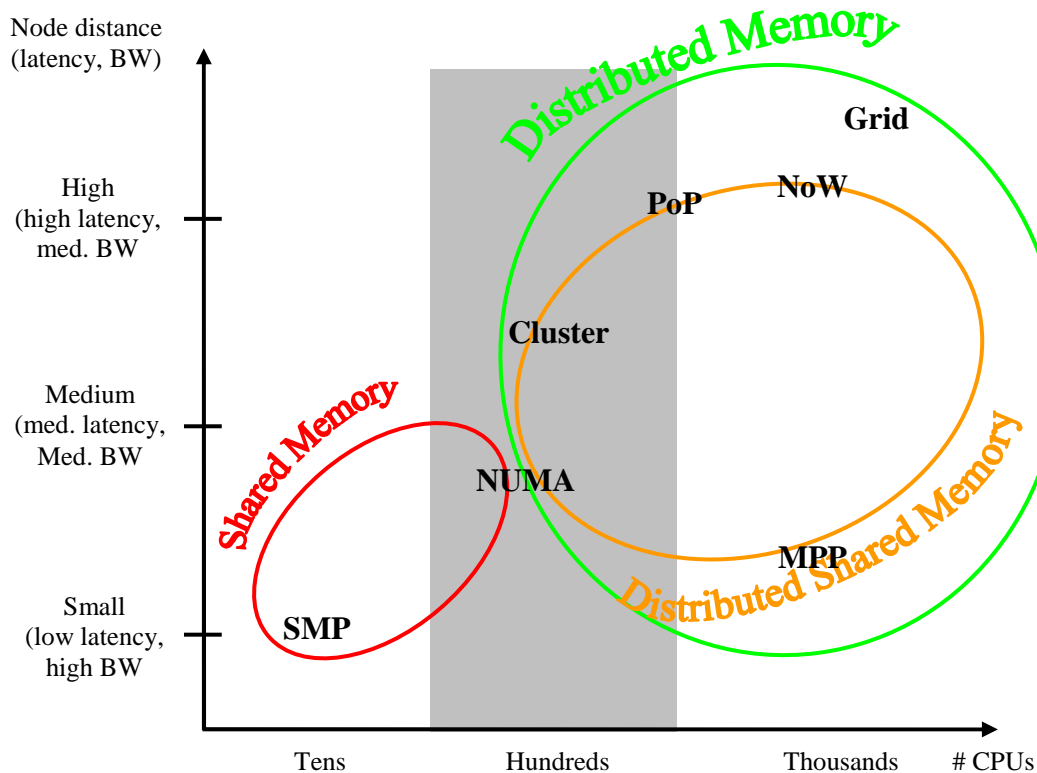 Node distance
(latency, BW)
Distributed Memory
Grid
High
(high latency,
med. BW
PoP
NoW
Cluster
Medium
(med. latency,
Med. BW
Shared Memory
NUMA
MPP
Distributed Shared Memory
Small
(low latency,
high BW
SMP
Tens
Hundreds
Thousands
# CPUs